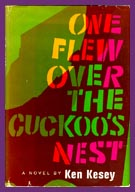 ONE
FLEW
OVER
THE
CUCKOO'S
NEST
A NOVEL BY Ken Kesey